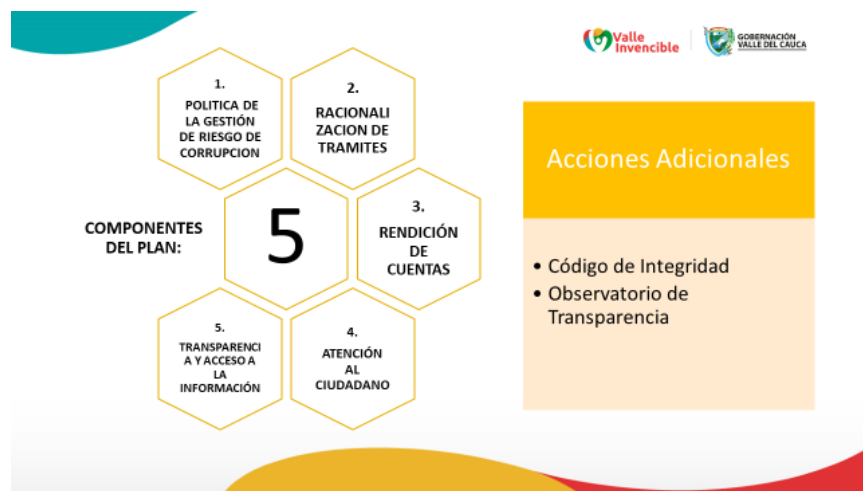 Valle
Invencible
GOBERNACIÓN
VALLE DEL CAUCA
COMPONENTES
DEL PLAN:
5
1.
POLITICA DE
LA GESTIÓN
DE RIESGO DE
CORRUPCION
2.
RACIONALI
ZACION DE
TRAMITES
3.
RENDICIÓN
DE
CUENTAS
4.
ATENCIÓN
AL
CIUDADANO
5.
TRANSPARENCI
A Y ACCESO A
LA
INFORMACIÓN
Acciones Adicionales
• Código de Integridad
• Observatorio de
Transparencia